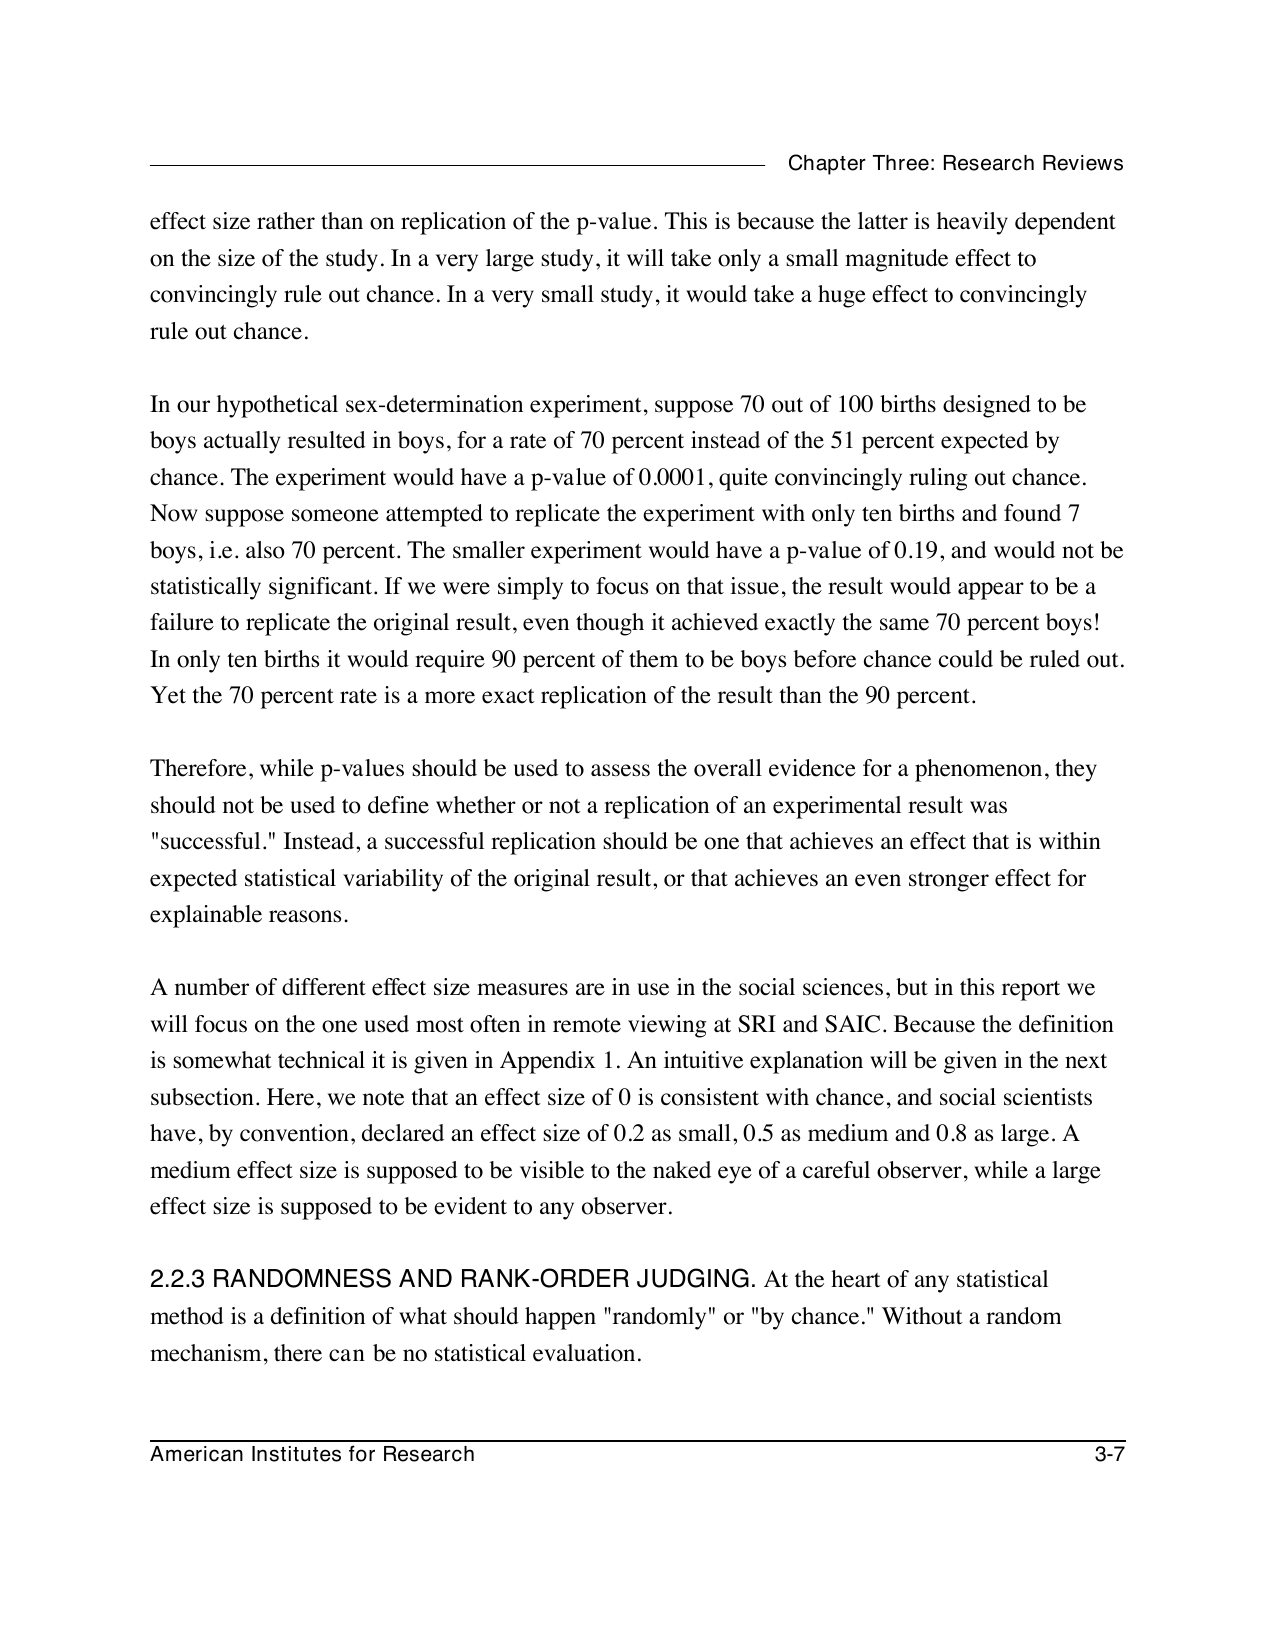 Chapter Three: Research Reviews
effect size rather than on replication of the p-value. This is because the latter is heavily dependent
on the size of the study. In a very large study, it will take only a small magnitude effect to
convincingly rule out chance. In a very small study, it would take a huge effect to convincingly
rule out chance.
In our hypothetical sex-determination experiment, suppose 70 out of 100 births designed to be
boys actually resulted in boys, for a rate of 70 percent instead of the 51 percent expected by
chance. The experiment would have a p-value of 0.0001, quite convincingly ruling out chance.
Now suppose someone attempted to replicate the experiment with only ten births and found 7
boys, i.e. also 70 percent. The smaller experiment would have a p-value of 0.19, and would not be
statistically significant. If we were simply to focus on that issue, the result would appear to be a
failure to replicate the original result, even though it achieved exactly the same 70 percent boys!
In only ten births it would require 90 percent of them to be boys before chance could be ruled out.
Yet the 70 percent rate is a more exact replication of the result than the 90 percent.
Therefore, while p-values should be used to assess the overall evidence for a phenomenon, they
should not be used to define whether or not a replication of an experimental result was
"successful." Instead, a successful replication should be one that achieves an effect that is within
expected statistical variability of the original result, or that achieves an even stronger effect for
explainable reasons.
A number of different effect size measures are in use in the social sciences, but in this report we
will focus on the one used most often in remote viewing at SRI and SAIC. Because the definition
is somewhat technical it is given in Appendix 1. An intuitive explanation will be given in the next
subsection. Here, we note that an effect size of 0 is consistent with chance, and social scientists
have, by convention, declared an effect size of 0.2 as small, 0.5 as medium and 0.8 as large. A
medium effect size is supposed to be visible to the naked eye of a careful observer, while a large
effect size is supposed to be evident to any observer.
2.2.3 RANDOMNESS AND RANK-ORDER JUDGING. At the heart of any statistical
method is a definition of what should happen "randomly" or "by chance." Without a random
mechanism, there can be no statistical evaluation.
American Institutes for Research 3-7